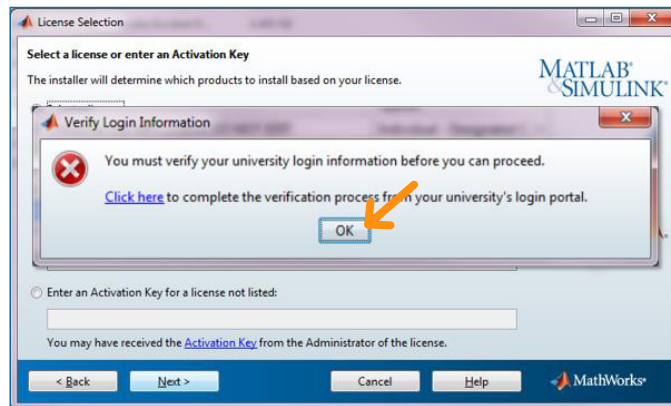 License Selection
Select a license or enter an Activation Key
The installer will determine which products to install based on your license.
MATLAB®
&SIMULINK®
Verify Login Information
You must verify your university login information before you can proceed.
Click here to complete the verification process from your university's login portal.
OK
Enter an Activation Key for a license not listed:
You may have received the Activation Key from the Administrator of the license.
< Back
Next >
Cancel
Help
MathWorks®